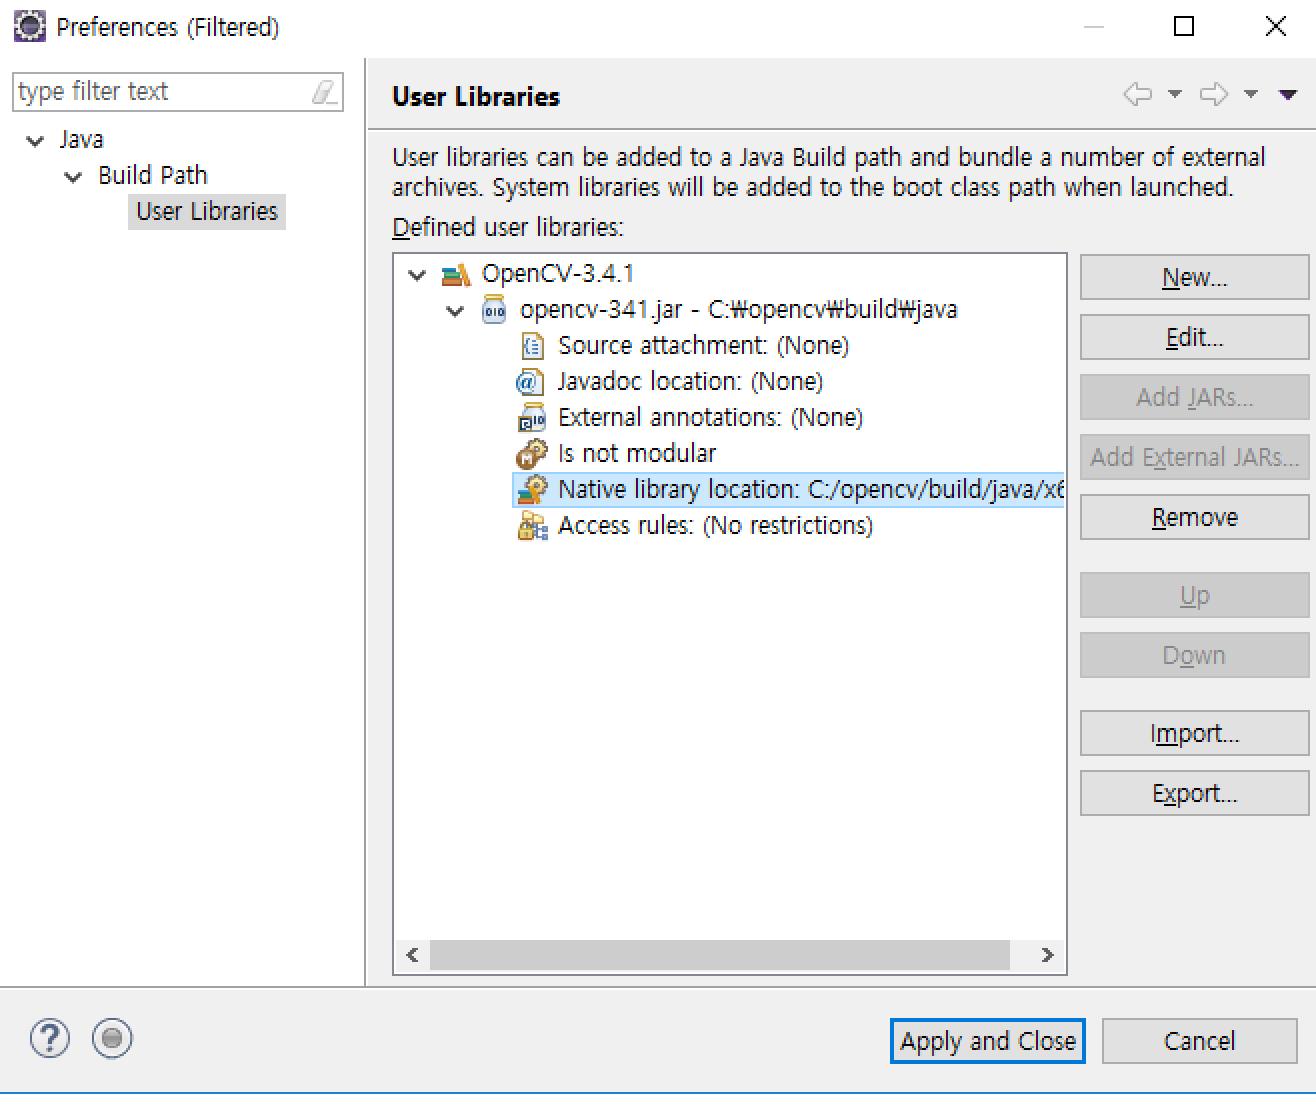 Preferences (Filtered)
type filter text
Java
Build Path
User Libraries
User Libraries
User libraries can be added to a Java Build path and bundle a number of external
archives. System libraries will be added to the boot class path when launched.
Defined user libraries:
OpenCV-3.4.1
opencv-341.jar - C:₩opencv₩build₩java
Source attachment: (None)
Javadoc location: (None)
External annotations: (None)
Is not modular
Native library location: C:/opencv/build/java/x6
Access rules: (No restrictions)
New...
Edit...
Add JARs...
Add External JARs...
Remove
Up
Down
Import...
Export...
Apply and Close
Cancel